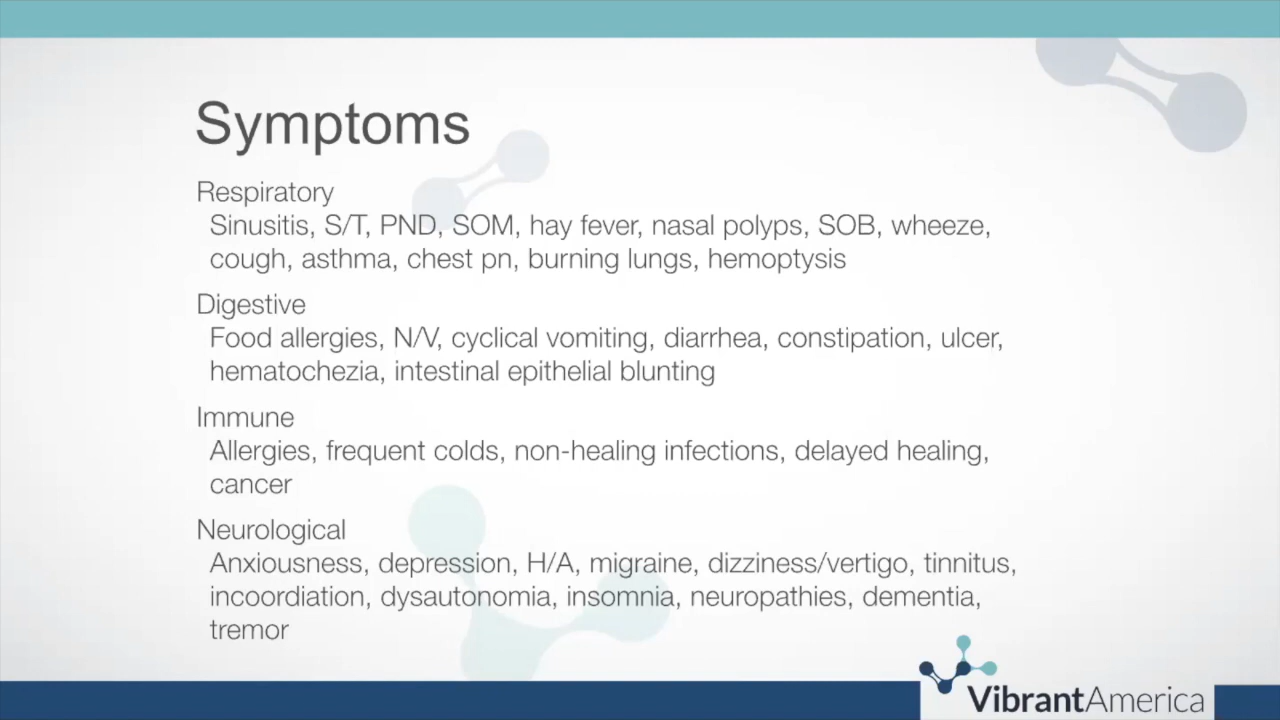 Symptoms
Respiratory
Sinusitis, S/T, PND, SOM, hay fever, nasal polyps, SOB, wheeze,
cough, asthma, chest pn, burning lungs, hemoptysis
Digestive
Food allergies, N/V, cyclical vomiting, diarrhea, constipation, ulcer,
hematochezia, intestinal epithelial blunting
Immune
Allergies, frequent colds, non-healing infections, delayed healing,
cancer
Neurological
Anxiousness, depression, H/A, migraine, dizziness/vertigo, tinnitus,
incoordiation, dysautonomia, insomnia, neuropathies, dementia,
tremor
VibrantAmerica